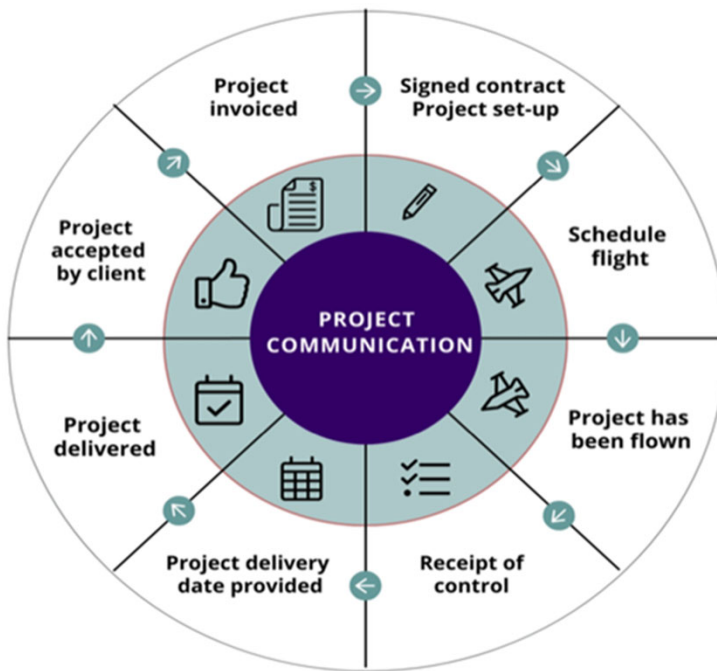 Project
invoiced
Signed contract
Project set-up
Schedule
flight
Project has
been flown
Receipt of
control
Project delivery
date provided
Project
delivered
Project
accepted
by client
$
PROJECT
COMMUNICATION